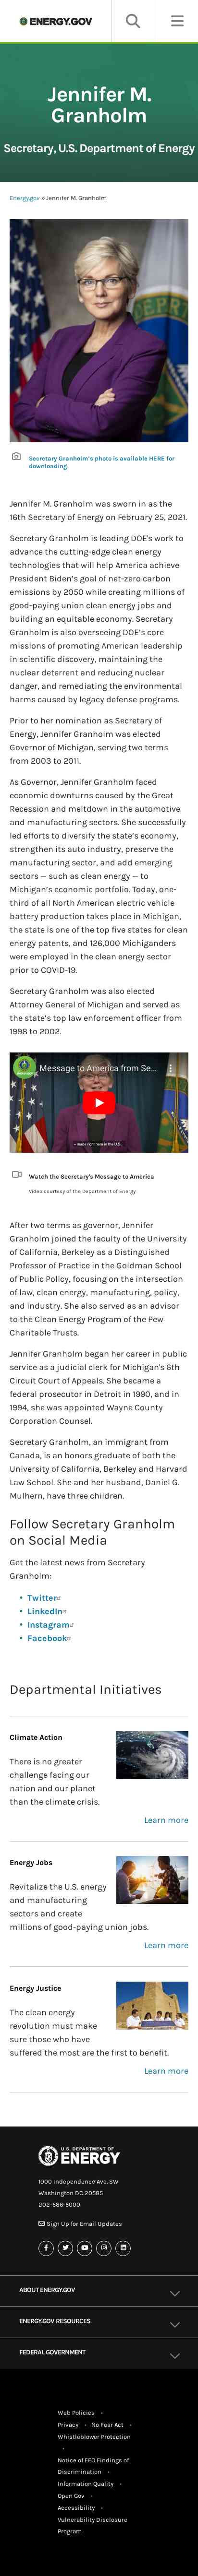 ENERGY.GOV
Jennifer M.
Granholm
Secretary, U.S. Department of Energy
Energy.gov » Jennifer M. Granholm
Secretary Granholm's photo is available HERE for
downloading
Jennifer M. Granholm was sworn in as the
16th Secretary of Energy on February 25, 2021.
Secretary Granholm is leading DOE's work to
advance the cutting-edge clean energy
technologies that will help America achieve
President Biden's goal of net-zero carbon
emissions by 2050 while creating millions of
good-paying union clean energy jobs and
building an equitable economy. Secretary
Granholm is also overseeing DOE's core
missions of promoting American leadership
in scientific discovery, maintaining the
nuclear deterrent and reducing nuclear
danger, and remediating the environmental
harms caused by legacy defense programs.
Prior to her nomination as Secretary of
Energy, Jennifer Granholm was elected
Governor of Michigan, serving two terms
from 2003 to 2011.
As Governor, Jennifer Granholm faced
economic downturns caused by the Great
Recession and meltdown in the automotive
and manufacturing sectors. She successfully
led efforts to diversify the state's economy,
strengthen its auto industry, preserve the
manufacturing sector, and add emerging
sectors — such as clean energy — to
Michigan's economic portfolio. Today, one-
third of all North American electric vehicle
battery production takes place in Michigan,
the state is one of the top five states for clean
energy patents, and 126,000 Michiganders
were employed in the clean energy sector
prior to COVID-19.
Secretary Granholm was also elected
Attorney General of Michigan and served as
the state's top law enforcement officer from
1998 to 2002.
Message to America from Se...
Watch the Secretary's Message to America
Video courtesy of the Department of Energy
After two terms as governor, Jennifer
Granholm joined the faculty of the University
of California, Berkeley as a Distinguished
Professor of Practice in the Goldman School
of Public Policy, focusing on the intersection
of law, clean energy, manufacturing, policy,
and industry. She also served as an advisor
to the Clean Energy Program of the Pew
Charitable Trusts.
Jennifer Granholm began her career in public
service as a judicial clerk for Michigan's 6th
Circuit Court of Appeals. She became a
federal prosecutor in Detroit in 1990, and in
1994, she was appointed Wayne County
Corporation Counsel.
Secretary Granholm, an immigrant from
Canada, is an honors graduate of both the
University of California, Berkeley and Harvard
Law School. She and her husband, Daniel G.
Mulhern, have three children.
Follow Secretary Granholm
on Social Media
Get the latest news from Secretary
Granholm:
• Twitter
• LinkedIn
• Instagram
• Facebook
Departmental Initiatives
Climate Action
There is no greater
challenge facing our
nation and our planet
than the climate crisis.
Learn more
Energy Jobs
Revitalize the U.S. energy
and manufacturing
sectors and create
millions of good-paying union jobs.
Learn more
Energy Justice
The clean energy
revolution must make
sure those who have
suffered the most are the first to benefit.
Learn more
U.S. DEPARTMENT OF
ENERGY
1000 Independence Ave. SW
Washington DC 20585
202-586-5000
Sign Up for Email Updates
ABOUT ENERGY.GOV
ENERGY.GOV RESOURCES
FEDERAL GOVERNMENT
Web Policies •
Privacy • No Fear Act •
Whistleblower Protection
•
Notice of EEO Findings of
Discrimination •
Information Quality •
Open Gov •
Accessibility •
Vulnerability Disclosure
Program